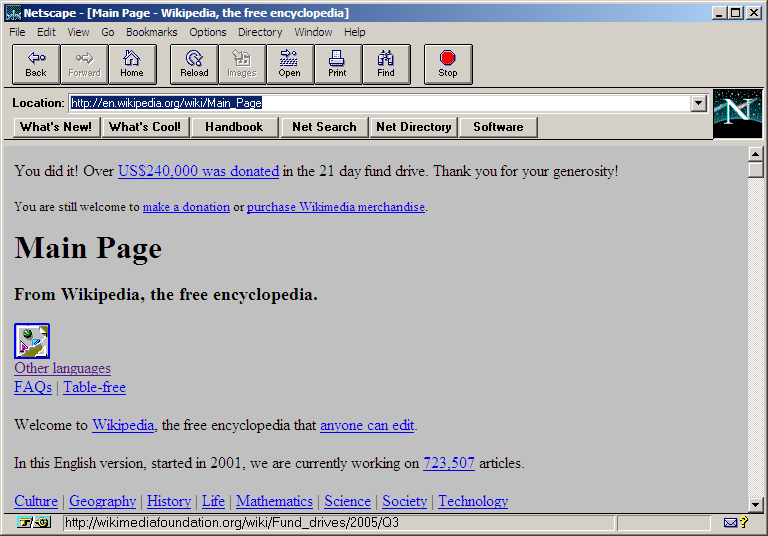 Netscape - [Main Page - Wikipedia, the free encyclopedia]
File Edit View Go Bookmarks Options Directory Window Help
Back Forward Home Reload Images Open Print Find Stop
Location: http://en.wikipedia.org/wiki/Main_Page
N
What's New! What's Cool! Handbook Net Search Net Directory Software
You did it! Over US$240,000 was donated in the 21 day fund drive. Thank you for your generosity!
You are still welcome to make a donation or purchase Wikimedia merchandise.
Main Page
From Wikipedia, the free encyclopedia.
Other languages
FAQs | Table-free
Welcome to Wikipedia, the free encyclopedia that anyone can edit.
In this English version, started in 2001, we are currently working on 723,507 articles.
Culture | Geography | History | Life | Mathematics | Science | Society | Technology
http://wikimediafoundation.org/wiki/Fund_drives/2005/Q3 ?